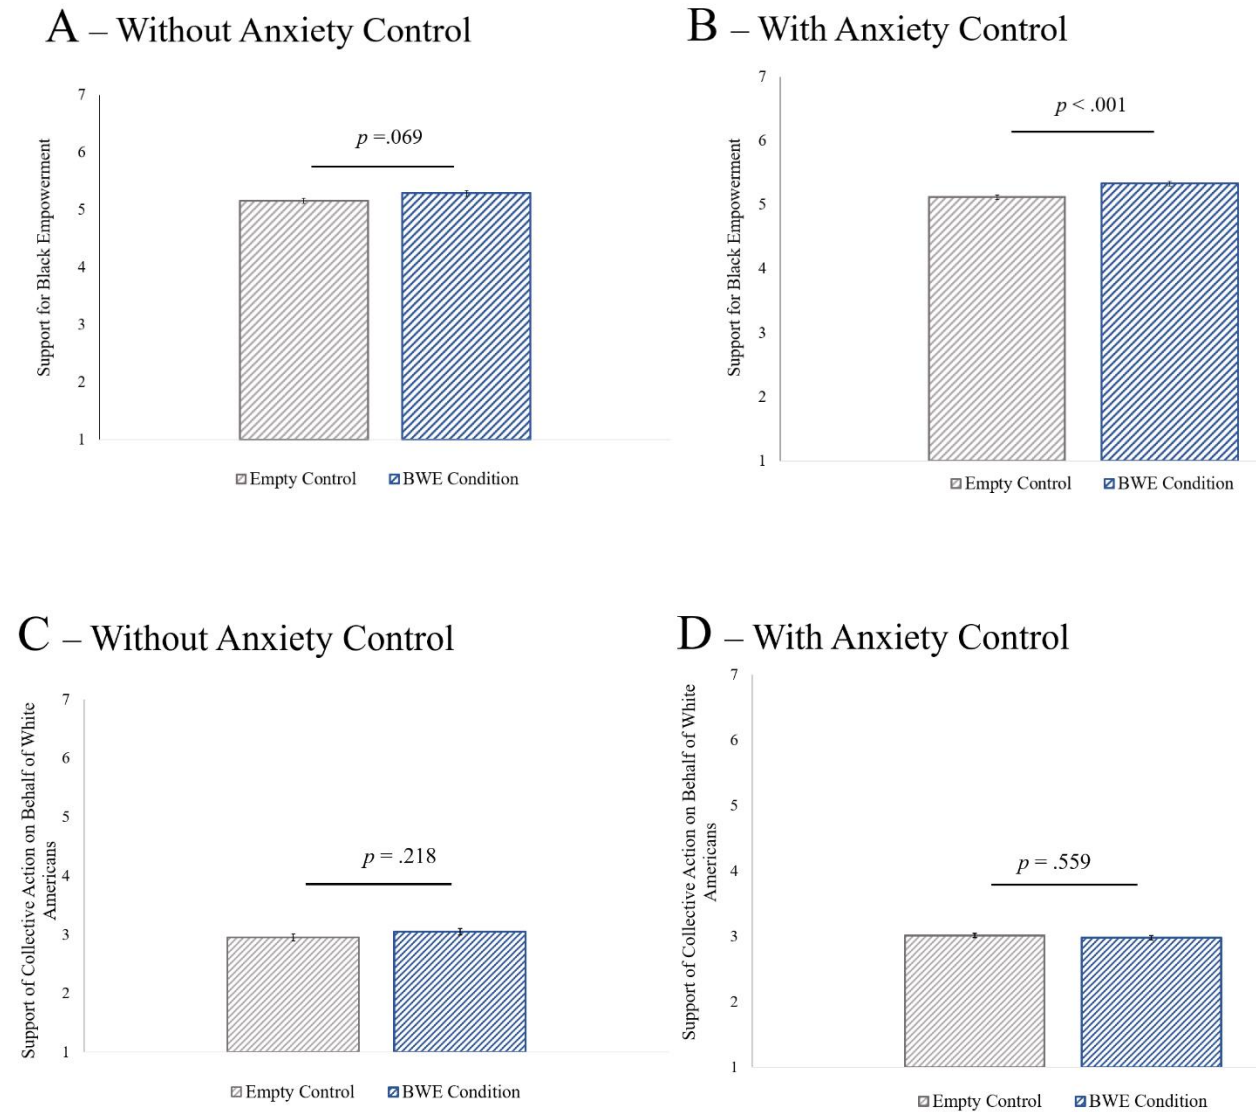 A – Without Anxiety Control
7
6
5
4
3
2
1
Support for Black Empowerment
p =.069
Empty Control
BWE Condition
B – With Anxiety Control
7
6
5
4
3
2
1
Support for Black Empowerment
p < .001
Empty Control
BWE Condition
C – Without Anxiety Control
7
6
5
4
3
2
1
Support of Collective Action on Behalf of White
Americans
p = .218
Empty Control
BWE Condition
D – With Anxiety Control
7
6
5
4
3
2
1
Support of Collective Action on Behalf of White
Americans
p = .559
Empty Control
BWE Condition